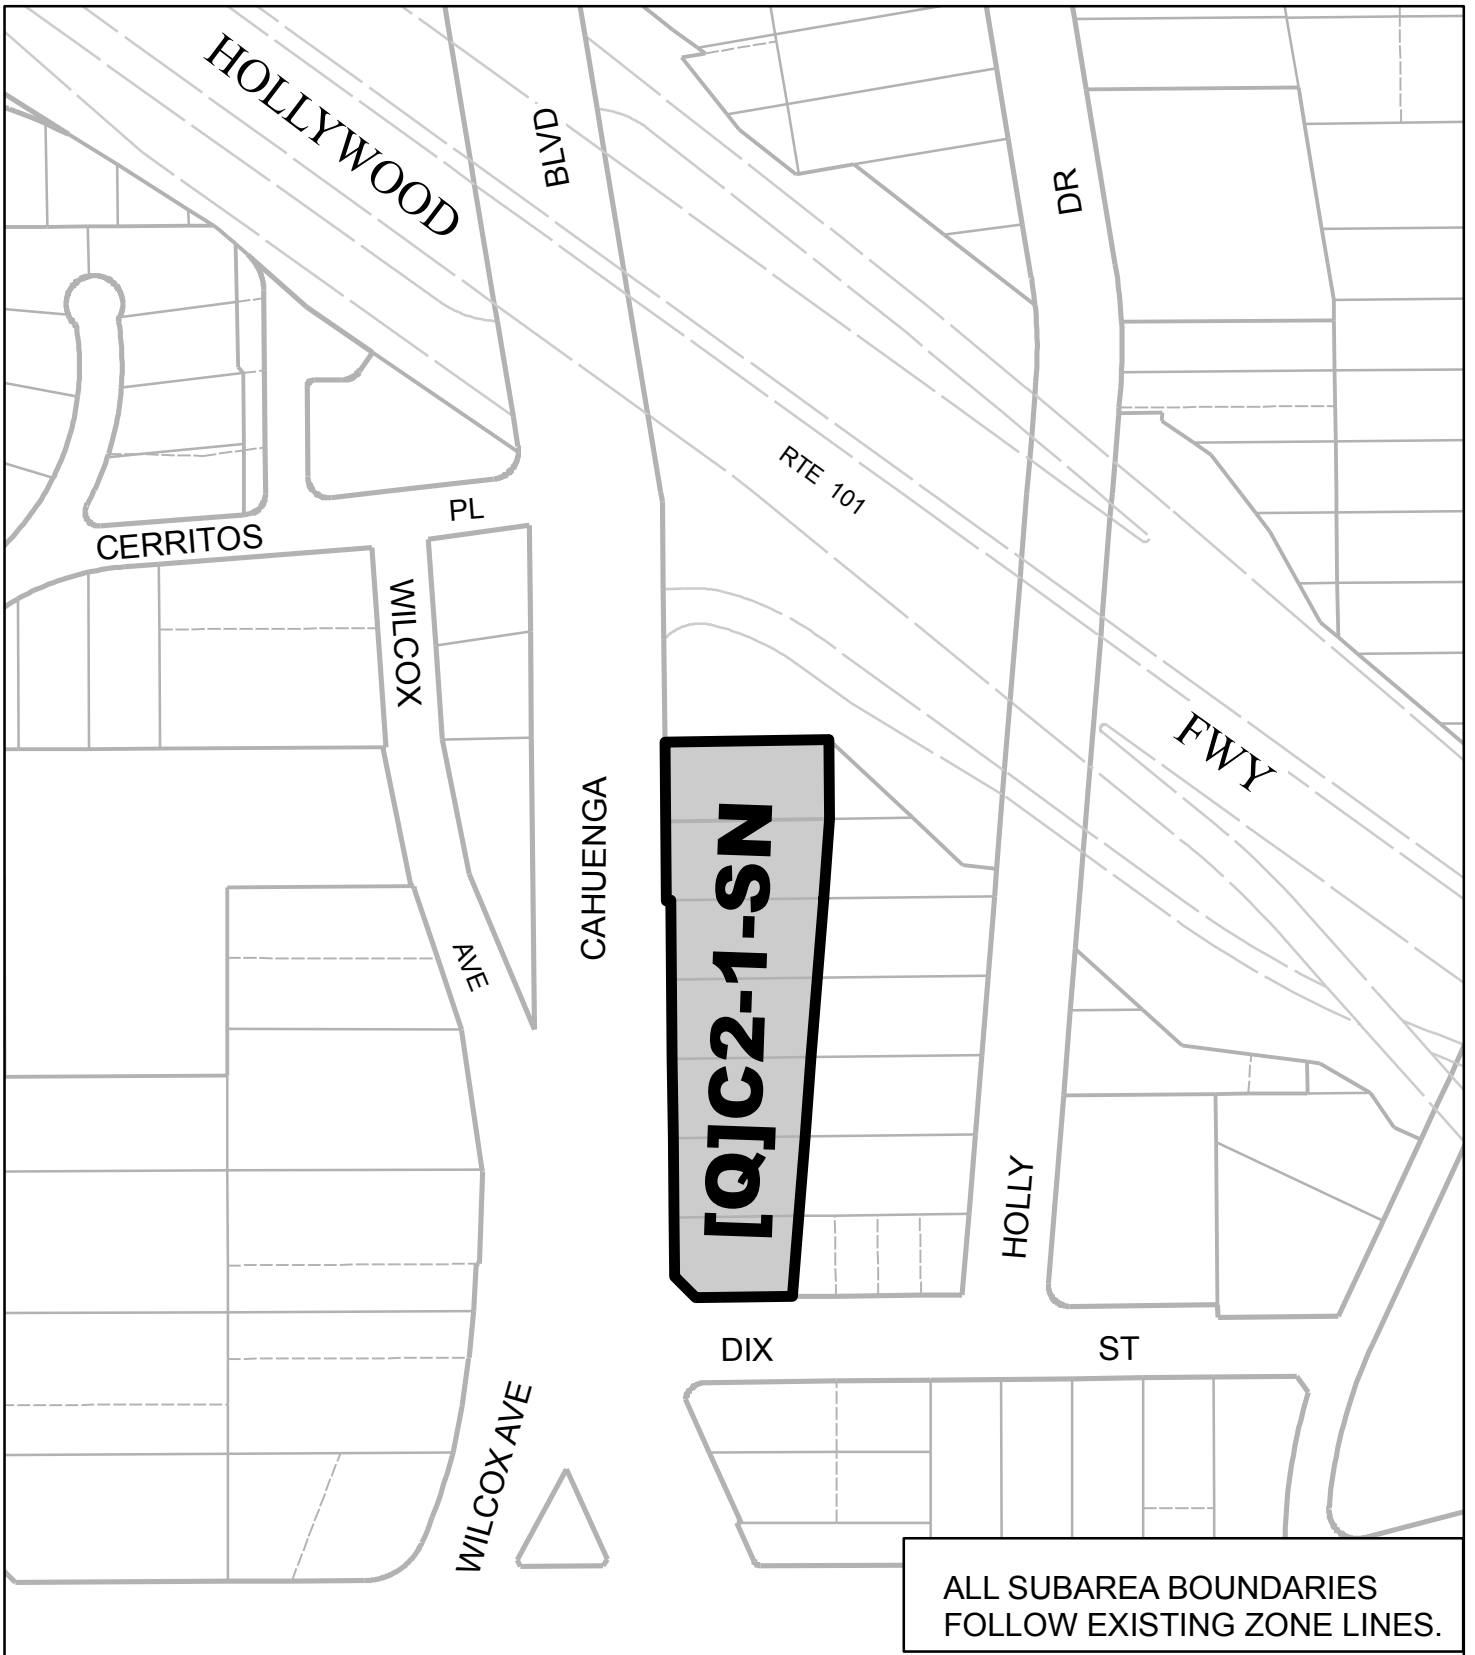 HOLLYWOOD
BLVD
DR
RTE 101
PL
CERRITOS
WILCOX
FWY
CAHUENGA
[Q]C2-1-SN
AVE
HOLLY
DIX
ST
WILCOX AVE
ALL SUBAREA BOUNDARIES
FOLLOW EXISTING ZONE LINES.